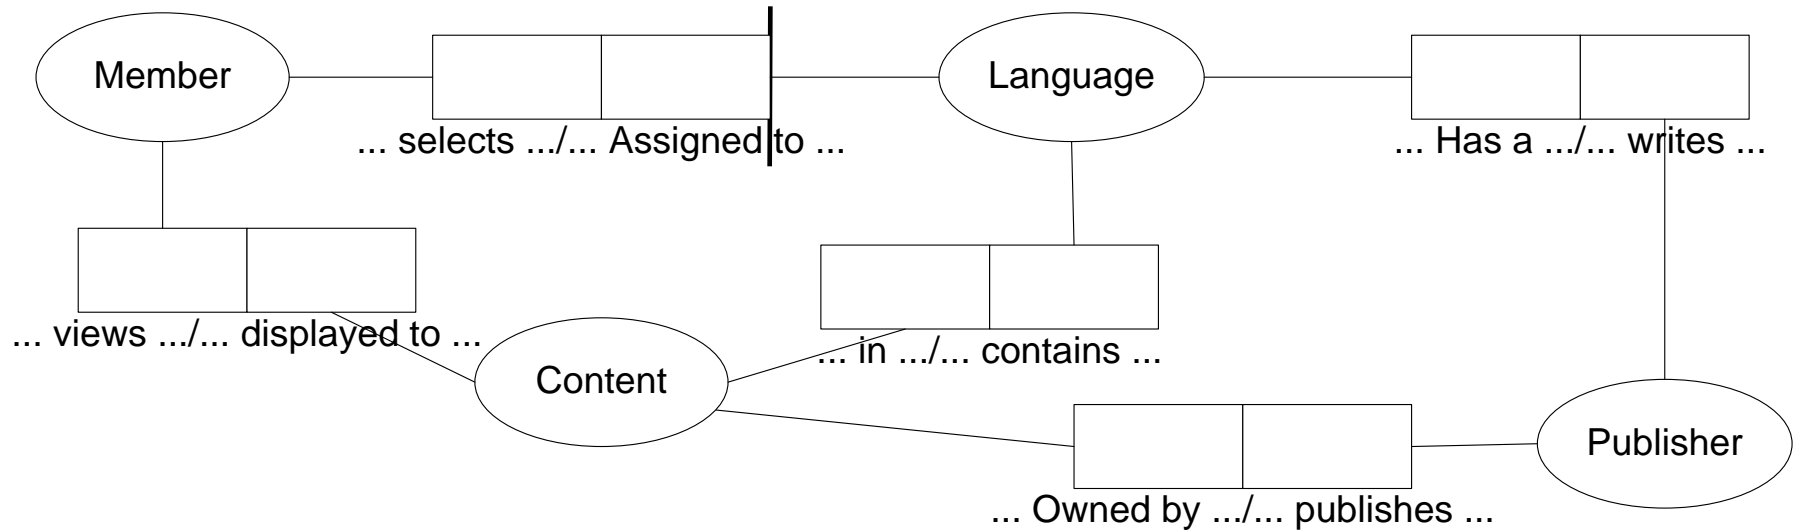 Member
Language
... selects .../... Assigned to ...
... Has a .../... writes ...
... views .../... displayed to ...
... in .../... contains ...
Content
Publisher
... Owned by .../... publishes ...